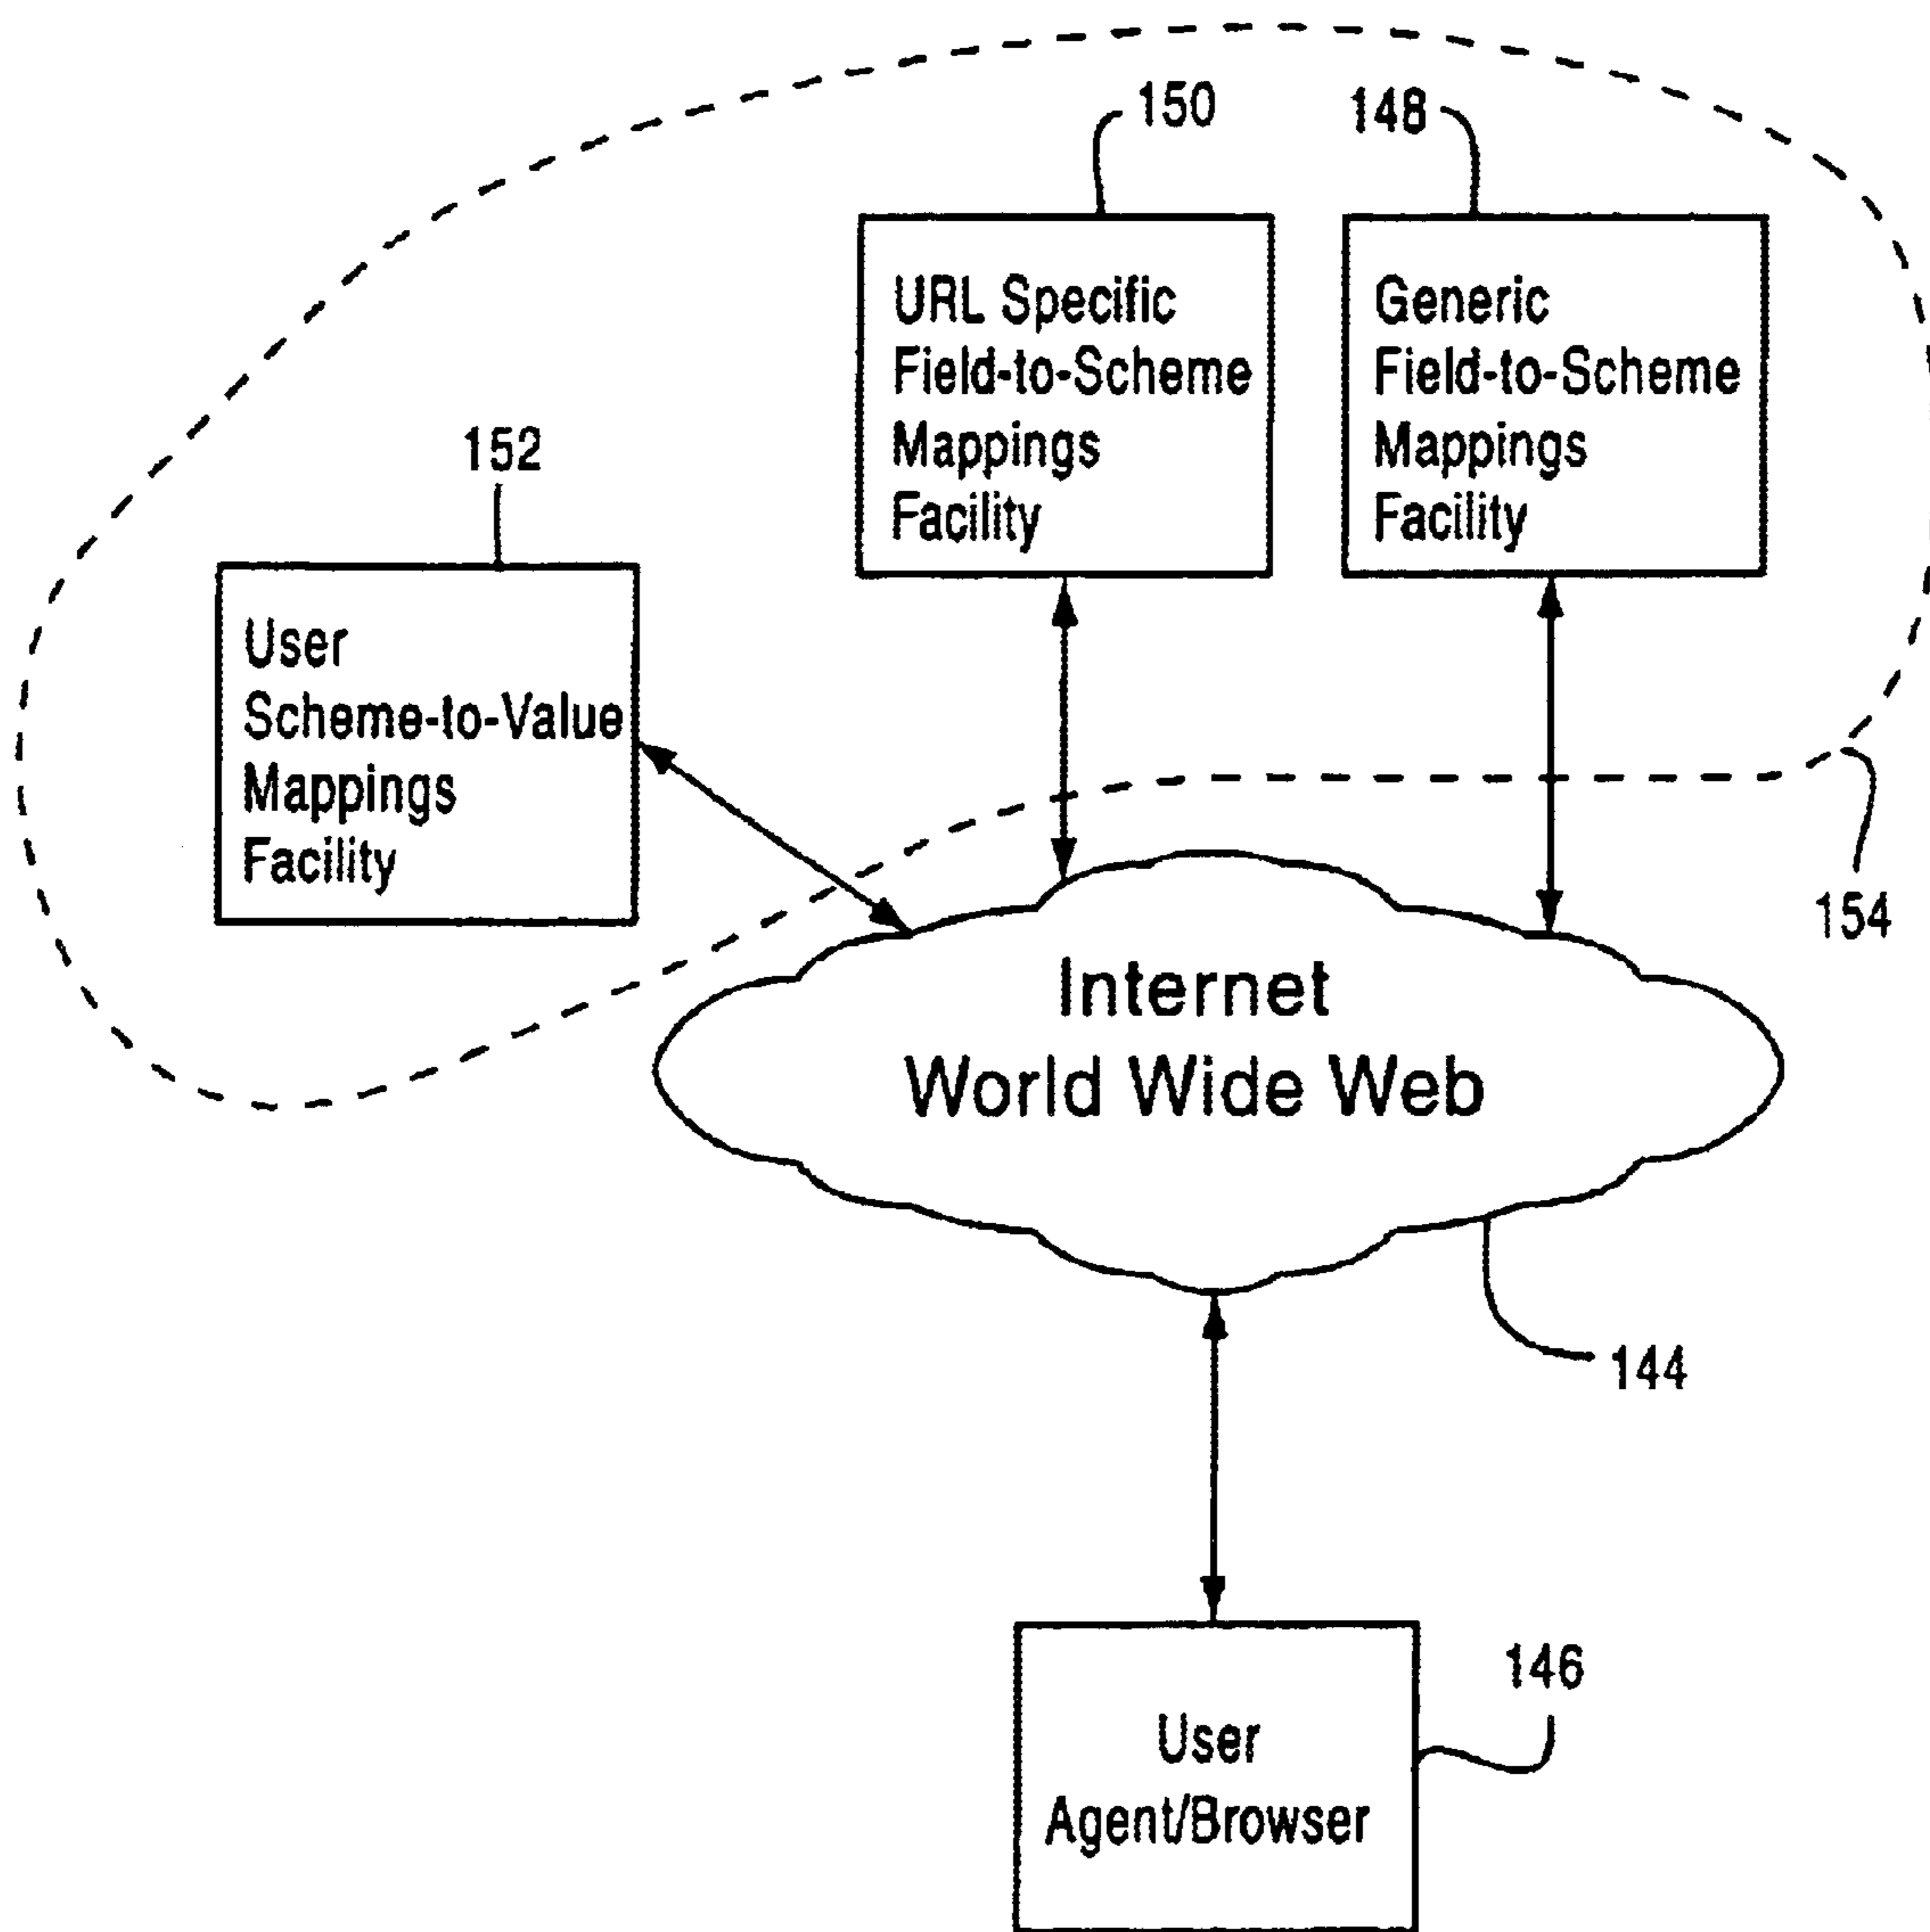 150
148
URL Specific
Field-to-Scheme
Mappings
Facility
Generic
Field-to-Scheme
Mappings
Facility
152
User
Scheme-to-Value
Mappings
Facility
154
Internet
World Wide Web
144
146
User
Agent/Browser